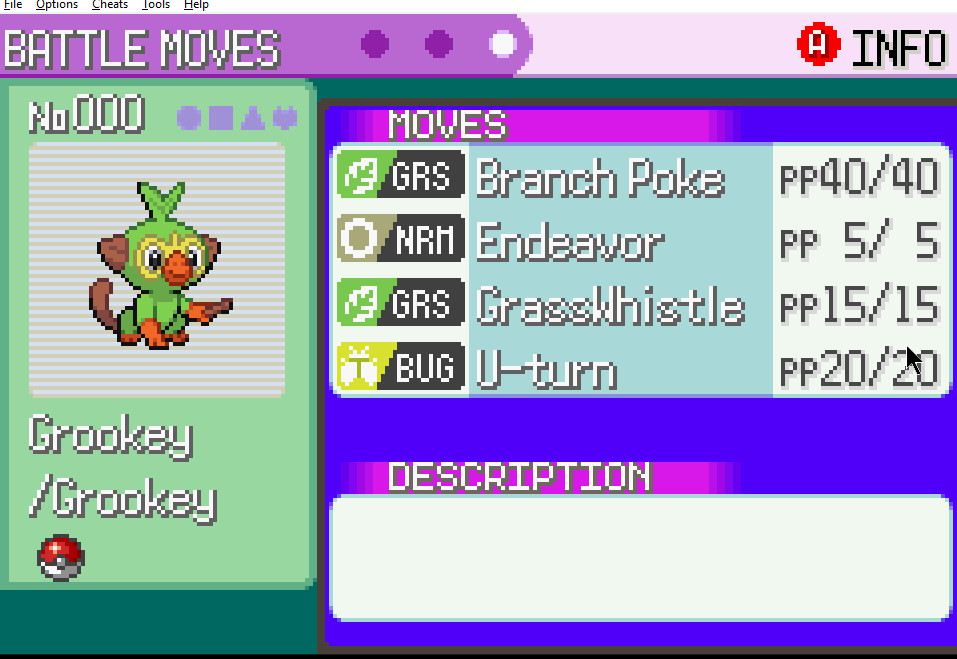 File Options Cheats Tools Help
BATTLE MOVES
A INFO
No000
MOVES
GRS Branch Poke PP40/40
NRM Endeavor PP 5/ 5
GRS GrassWhistle PP15/15
BUG U-turn PP20/20
Grookey
/Grookey
DESCRIPTION